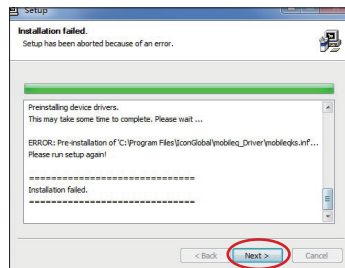 Setup
Installation failed.
Setup has been aborted because of an error.
Preinstalling device drivers.
This may take some time to complete. Please wait ...
ERROR: Pre-installation of 'C:\Program Files\IconGlobal\mobileq_Driver\mobileqks.inf'...
Please run setup again!
==============================
Installation failed.
==============================
< Back Next > Cancel